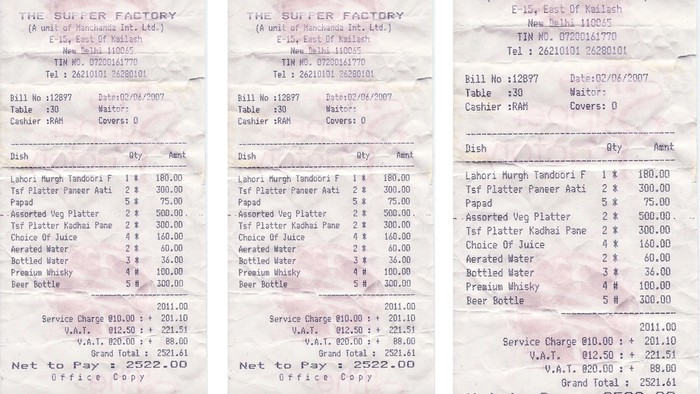 THE SUFFER FACTORY
(A unit of Manchanda Int. Ltd.)
E-15, East Of Kailash
New Delhi 110065
TIN NO. 07200161770
Tel : 26210101 26280101
Bill No :12897 Date:02/06/2007
Table :30 Waitor:
Cashier :RAM Covers: 0
Dish Qty Amnt
Lahori Murgh Tandoori F 1 * 180.00
Tsf Platter Paneer Aati 2 * 300.00
Papad 5 * 75.00
Assorted Veg Platter 2 * 500.00
Tsf Platter Kadhai Pane 2 * 300.00
Choice Of Juice 4 * 160.00
Aerated Water 2 * 60.00
Bottled Water 3 * 36.00
Premium Whisky 4 # 100.00
Beer Bottle 5 # 300.00
2011.00
Service Charge @10.00 : + 201.10
V.A.T. @12.50 : + 221.51
V.A.T. @20.00 : + 88.00
Grand Total : 2521.61
Net to Pay : 2522.00
Office Copy
THE SUFFER FACTORY
(A unit of Manchanda Int. Ltd.)
E-15, East Of Kailash
New Delhi 110065
TIN NO. 07200161770
Tel : 26210101 26280101
Bill No :12897 Date:02/06/2007
Table :30 Waitor:
Cashier :RAM Covers: 0
Dish Qty Amnt
Lahori Murgh Tandoori F 1 * 180.00
Tsf Platter Paneer Aati 2 * 300.00
Papad 5 * 75.00
Assorted Veg Platter 2 * 500.00
Tsf Platter Kadhai Pane 2 * 300.00
Choice Of Juice 4 * 160.00
Aerated Water 2 * 60.00
Bottled Water 3 * 36.00
Premium Whisky 4 # 100.00
Beer Bottle 5 # 300.00
2011.00
Service Charge @10.00 : + 201.10
V.A.T. @12.50 : + 221.51
V.A.T. @20.00 : + 88.00
Grand Total : 2521.61
Net to Pay : 2522.00
Office Copy
E-15, East Of Kailash
New Delhi 110065
TIN NO. 07200161770
Tel : 26210101 26280101
Bill No :12897 Date:02/06/2007
Table :30 Waitor:
Cashier :RAM Covers: 0
Dish Qty Amnt
Lahori Murgh Tandoori F 1 * 180.00
Tsf Platter Paneer Aati 2 * 300.00
Papad 5 * 75.00
Assorted Veg Platter 2 * 500.00
Tsf Platter Kadhai Pane 2 * 300.00
Choice Of Juice 4 * 160.00
Aerated Water 2 * 60.00
Bottled Water 3 * 36.00
Premium Whisky 4 # 100.00
Beer Bottle 5 # 300.00
2011.00
Service Charge @10.00 : + 201.10
V.A.T. @12.50 : + 221.51
V.A.T. @20.00 : + 88.00
Grand Total : 2521.61